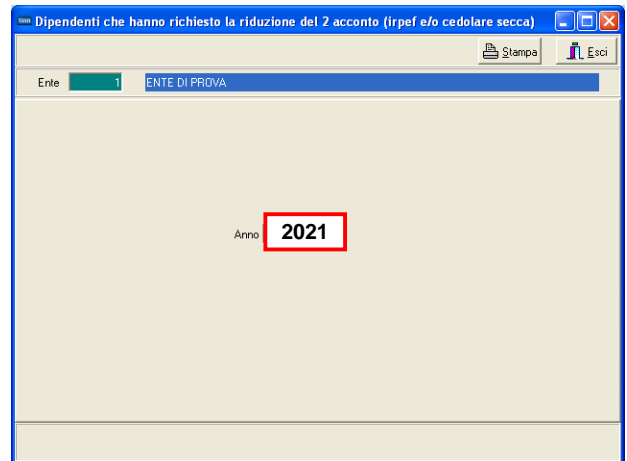 Dipendenti che hanno richiesto la riduzione del 2 acconto (irpef e/o cedolare secca)
Stampa Esci
Ente 1 ENTE DI PROVA
Anno 2021